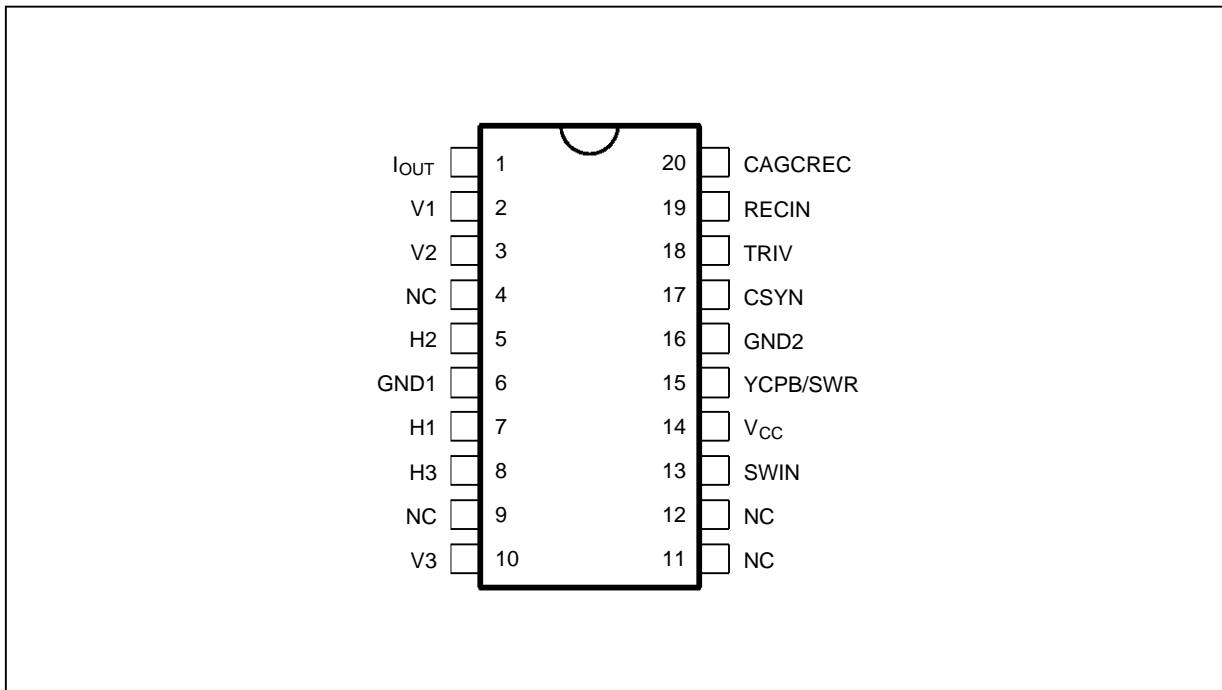 I_OUT 1 20 CAGCREC
V1 2 19 RECIN
V2 3 18 TRIV
NC 4 17 CSYN
H2 5 16 GND2
GND1 6 15 YCPB/SWR
H1 7 14 V_CC
H3 8 13 SWIN
NC 9 12 NC
V3 10 11 NC